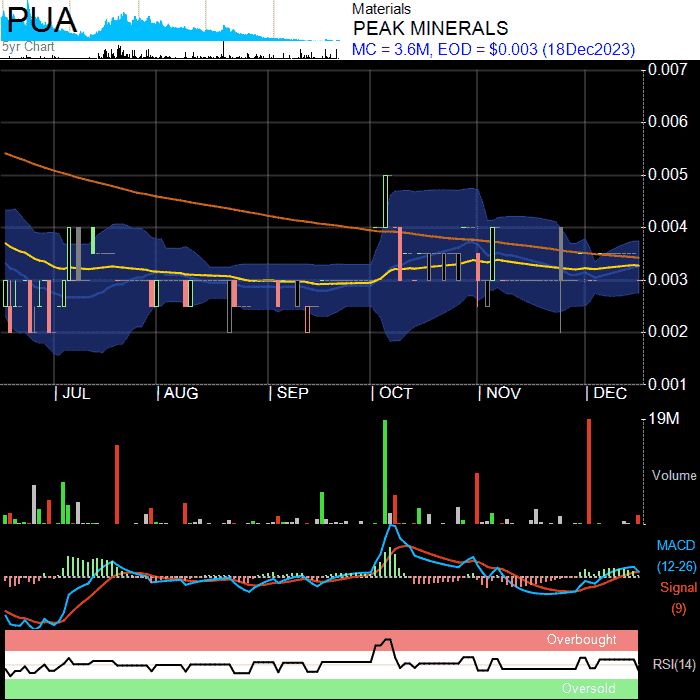 PUA
5yr Chart
Materials
PEAK MINERALS
MC = 3.6M, EOD = $0.003 (18Dec2023)
0.007
0.006
0.005
0.004
0.003
0.002
0.001
| JUL | AUG | SEP | OCT | NOV | DEC
19M
Volume
MACD
(12-26)
Signal
(9)
Overbought
RSI(14)
Oversold